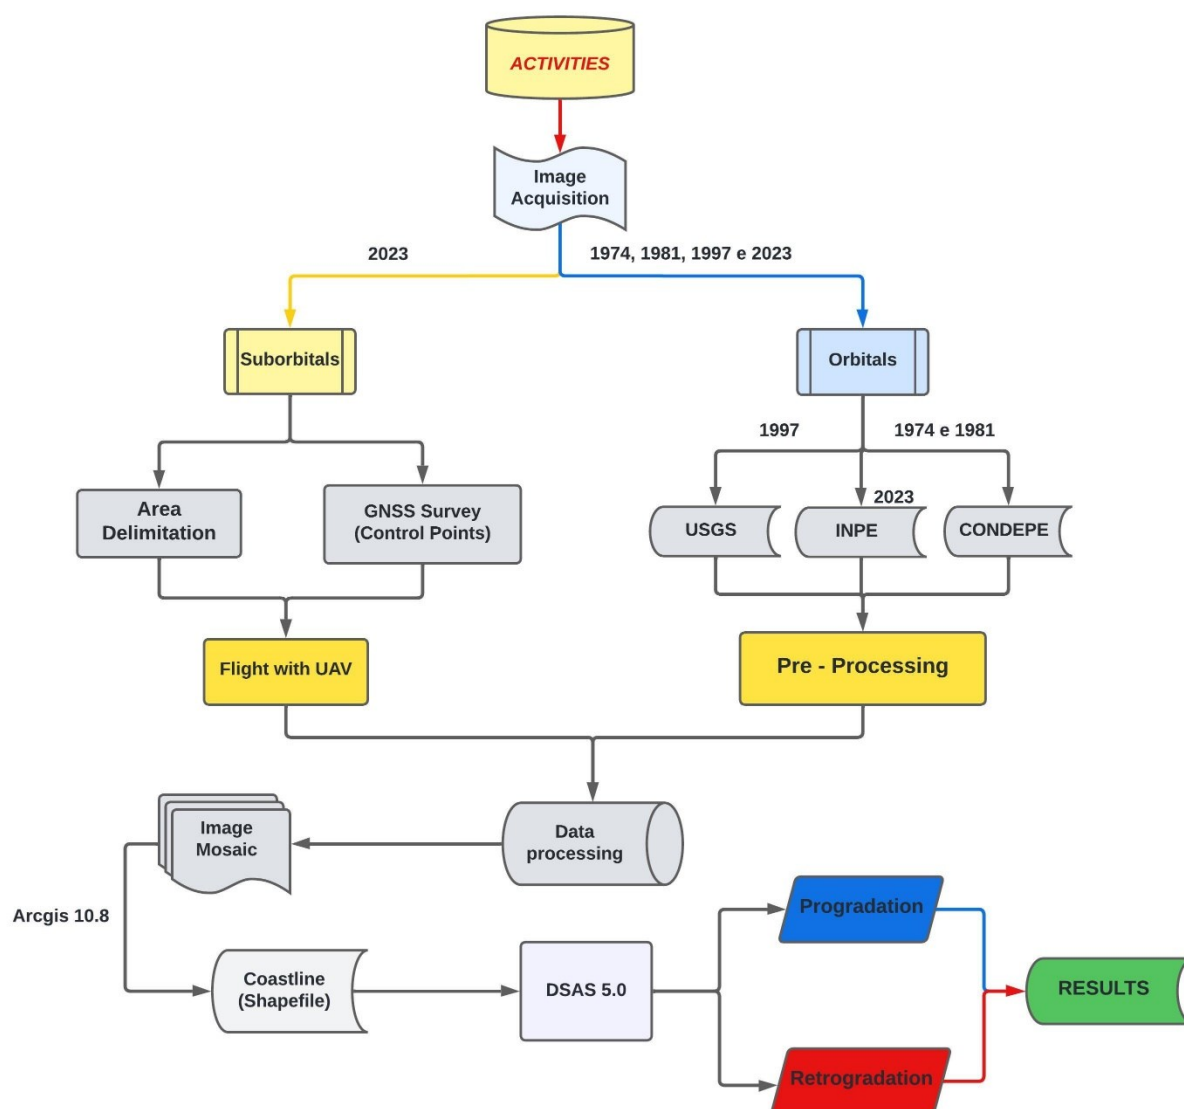 ACTIVITIES
Image
Acquisition
2023
1974, 1981, 1997 e 2023
Suborbitals
Orbitals
1997
1974 e 1981
Area
Delimitation
GNSS Survey
(Control Points)
2023
USGS
INPE
CONDEPE
Flight with UAV
Pre - Processing
Image
Mosaic
Data
processing
Arcgis 10.8
Progradation
Coastline
(Shapefile)
DSAS 5.0
RESULTS
Retrogradation